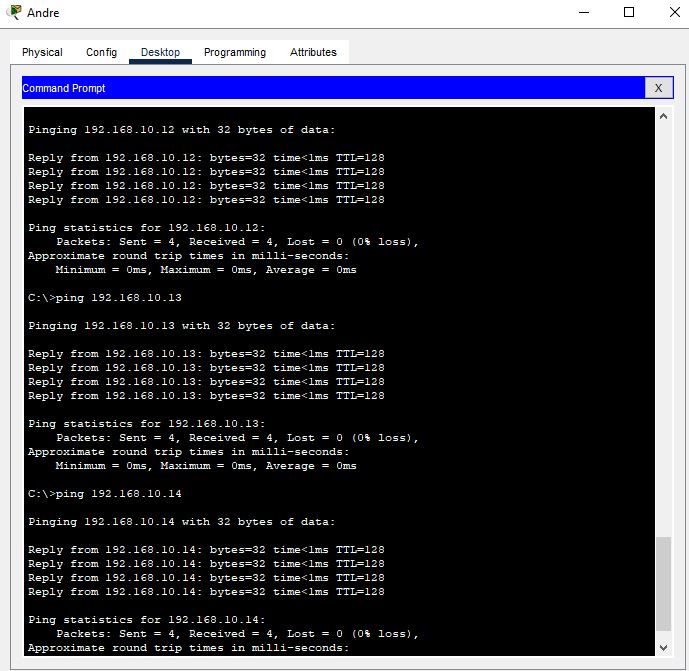 Andre
Physical Config Desktop Programming Attributes
Command Prompt X
Pinging 192.168.10.12 with 32 bytes of data:
Reply from 192.168.10.12: bytes=32 time<1ms TTL=128
Reply from 192.168.10.12: bytes=32 time<1ms TTL=128
Reply from 192.168.10.12: bytes=32 time<1ms TTL=128
Reply from 192.168.10.12: bytes=32 time<1ms TTL=128
Ping statistics for 192.168.10.12:
Packets: Sent = 4, Received = 4, Lost = 0 (0% loss),
Approximate round trip times in milli-seconds:
Minimum = 0ms, Maximum = 0ms, Average = 0ms
C:\>ping 192.168.10.13
Pinging 192.168.10.13 with 32 bytes of data:
Reply from 192.168.10.13: bytes=32 time<1ms TTL=128
Reply from 192.168.10.13: bytes=32 time<1ms TTL=128
Reply from 192.168.10.13: bytes=32 time<1ms TTL=128
Reply from 192.168.10.13: bytes=32 time<1ms TTL=128
Ping statistics for 192.168.10.13:
Packets: Sent = 4, Received = 4, Lost = 0 (0% loss),
Approximate round trip times in milli-seconds:
Minimum = 0ms, Maximum = 0ms, Average = 0ms
C:\>ping 192.168.10.14
Pinging 192.168.10.14 with 32 bytes of data:
Reply from 192.168.10.14: bytes=32 time<1ms TTL=128
Reply from 192.168.10.14: bytes=32 time<1ms TTL=128
Reply from 192.168.10.14: bytes=32 time<1ms TTL=128
Reply from 192.168.10.14: bytes=32 time<1ms TTL=128
Ping statistics for 192.168.10.14:
Packets: Sent = 4, Received = 4, Lost = 0 (0% loss),
Approximate round trip times in milli-seconds: